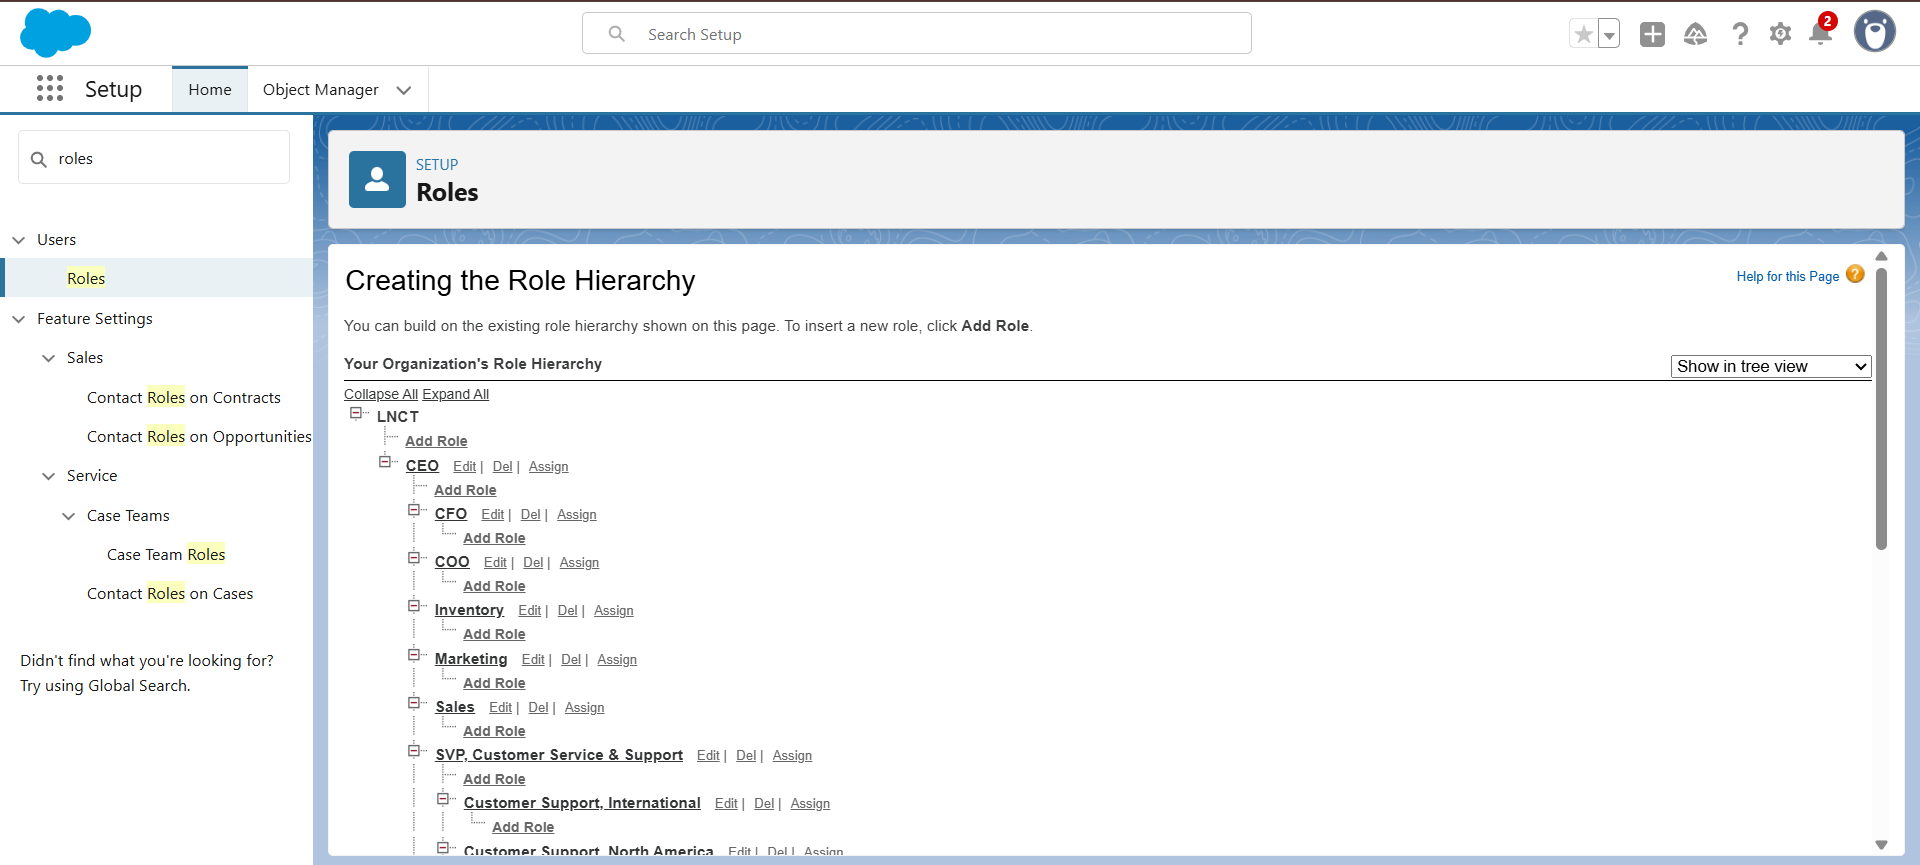 Search Setup
2
Setup
Home
Object Manager
roles
Users
Roles
Feature Settings
Sales
Contact Roles on Contracts
Contact Roles on Opportunities
Service
Case Teams
Case Team Roles
Contact Roles on Cases
Didn't find what you're looking for?
Try using Global Search.
SETUP
Roles
Creating the Role Hierarchy
Help for this Page ?
You can build on the existing role hierarchy shown on this page. To insert a new role, click Add Role.
Your Organization's Role Hierarchy
Show in tree view
Collapse All Expand All
LNCT
Add Role
CEO Edit | Del | Assign
Add Role
CFO Edit | Del | Assign
Add Role
COO Edit | Del | Assign
Add Role
Inventory Edit | Del | Assign
Add Role
Marketing Edit | Del | Assign
Add Role
Sales Edit | Del | Assign
Add Role
SVP, Customer Service & Support Edit | Del | Assign
Add Role
Customer Support, International Edit | Del | Assign
Add Role
Customer Support, North America Edit | Del | Assign